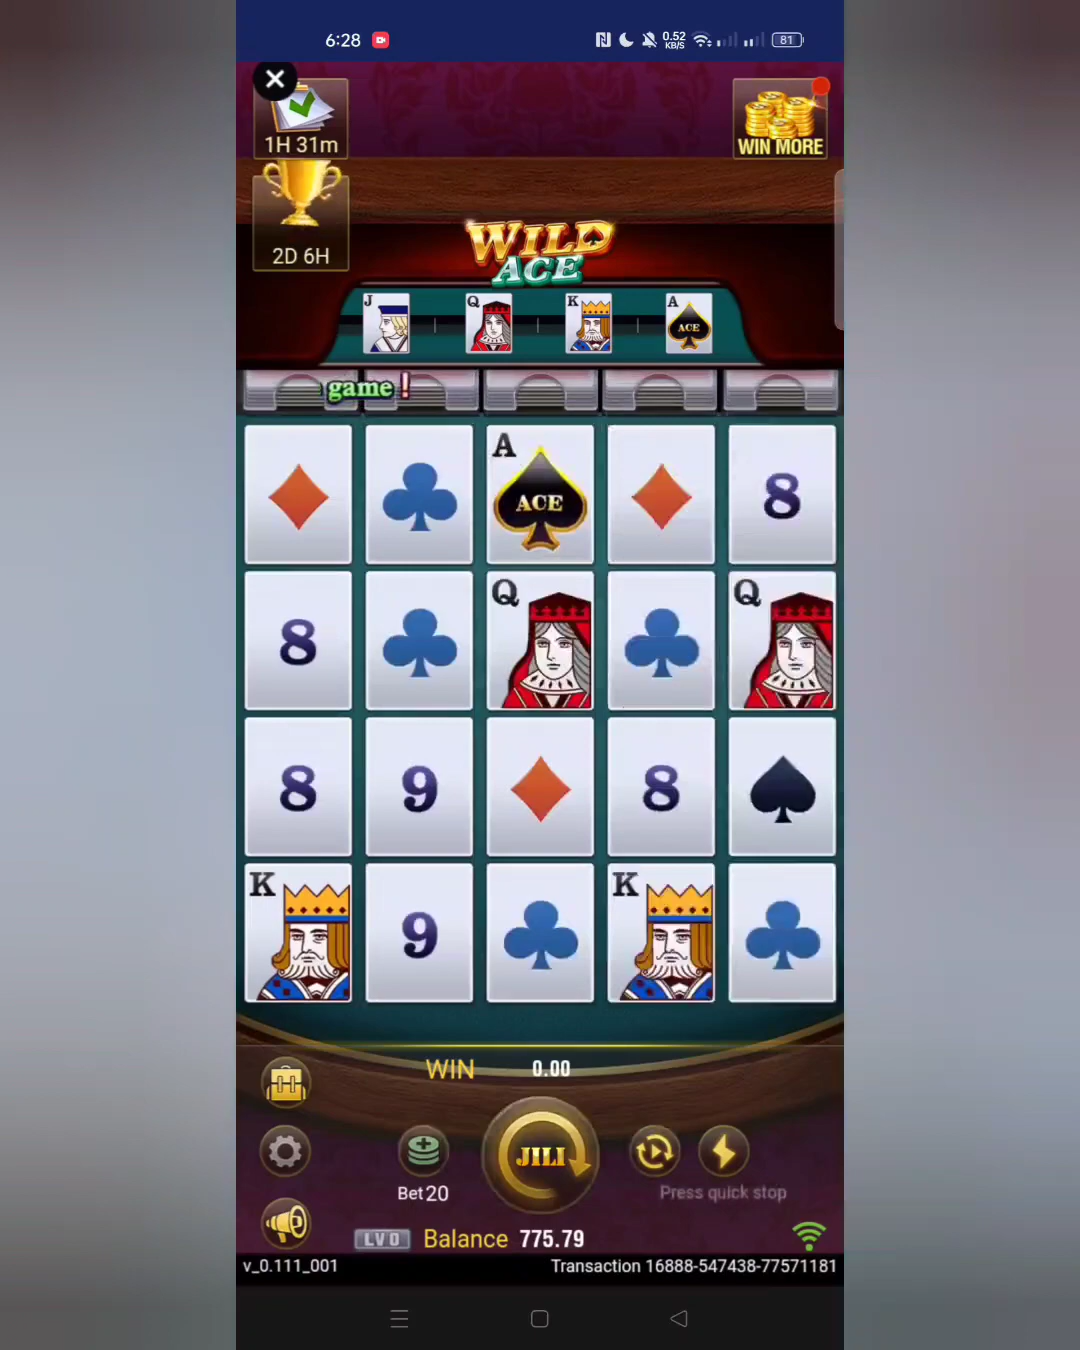 6:28
0.52
KB/S
81
1H 31m
WIN MORE
2D 6H
WILD
ACE
J
Q
K
A
ACE
game !
A
ACE
8
8
Q
Q
8
9
8
K
9
K
WIN 0.00
JILI
Bet 20
Press quick stop
LV 0
Balance 775.79
v_0.111_001
Transaction 16888-547438-77571181